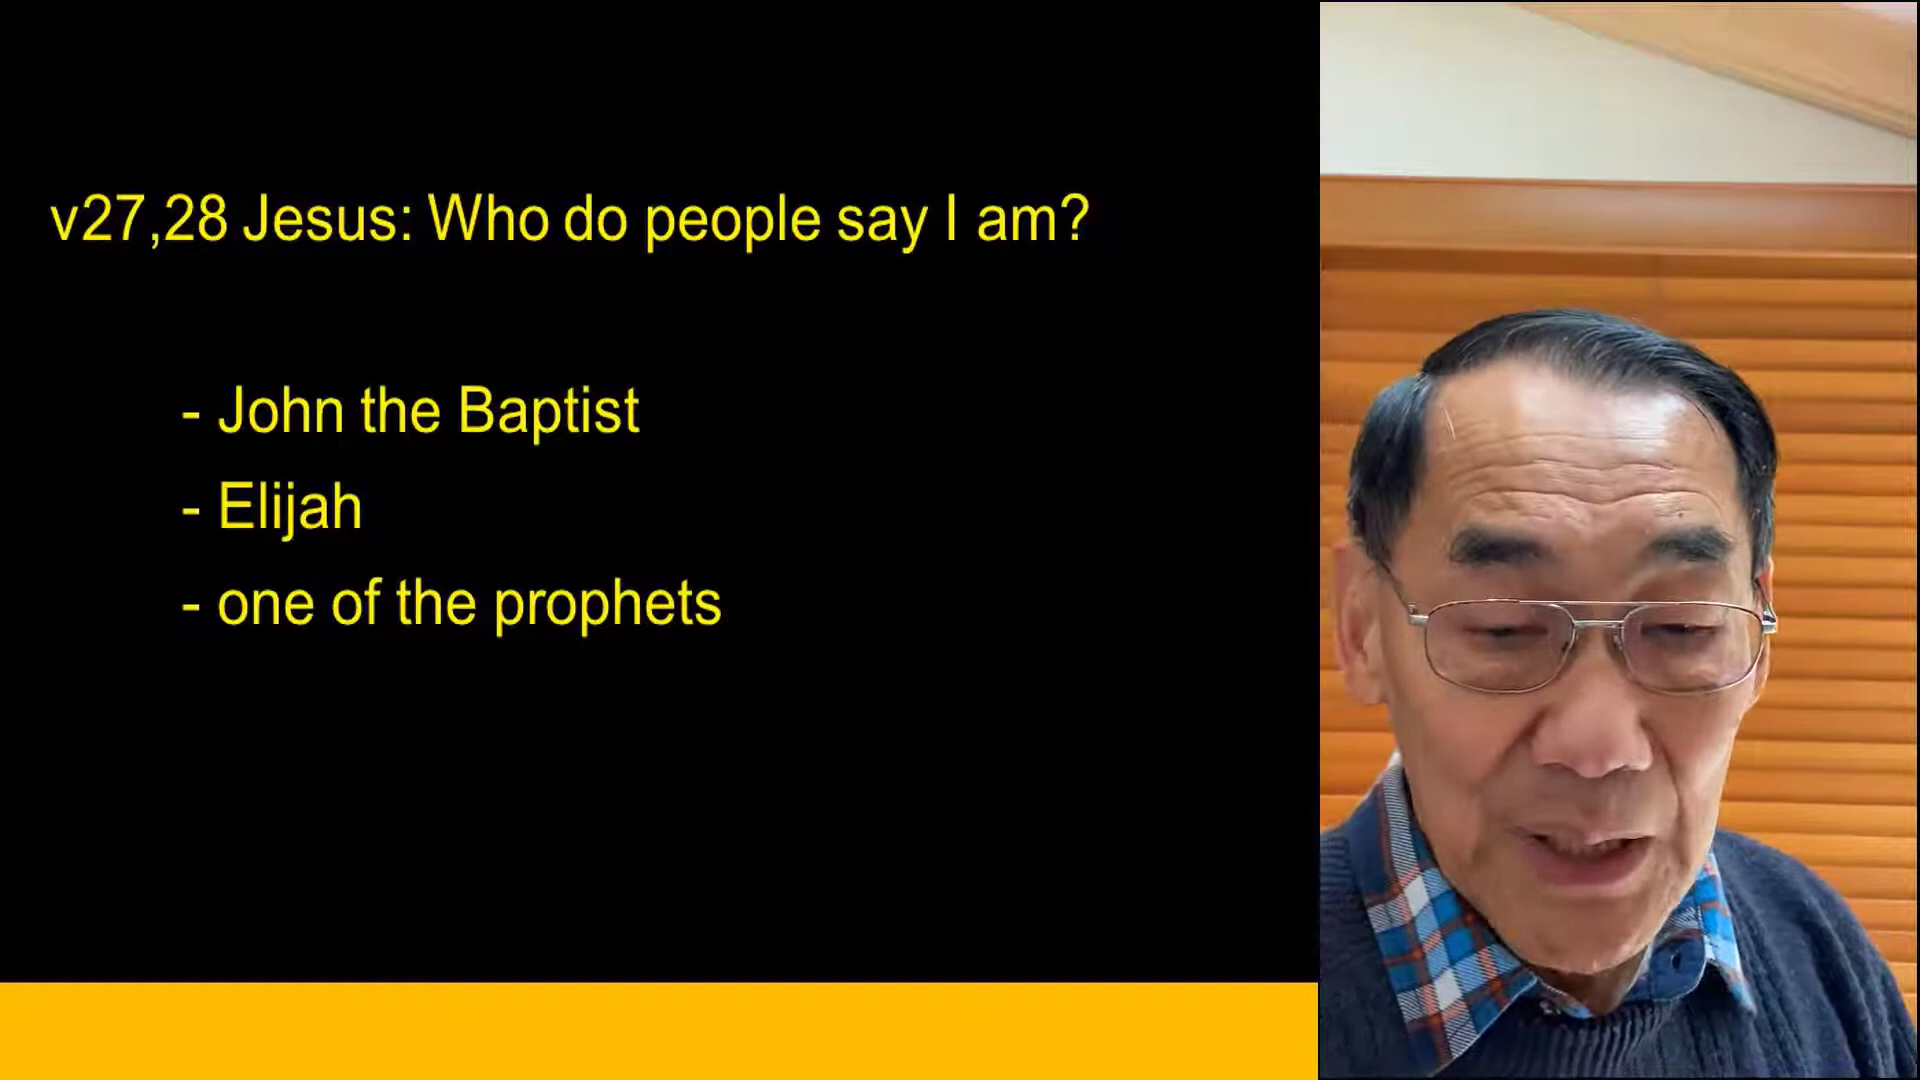 v27,28 Jesus: Who do people say I am?
- John the Baptist
- Elijah
- one of the prophets